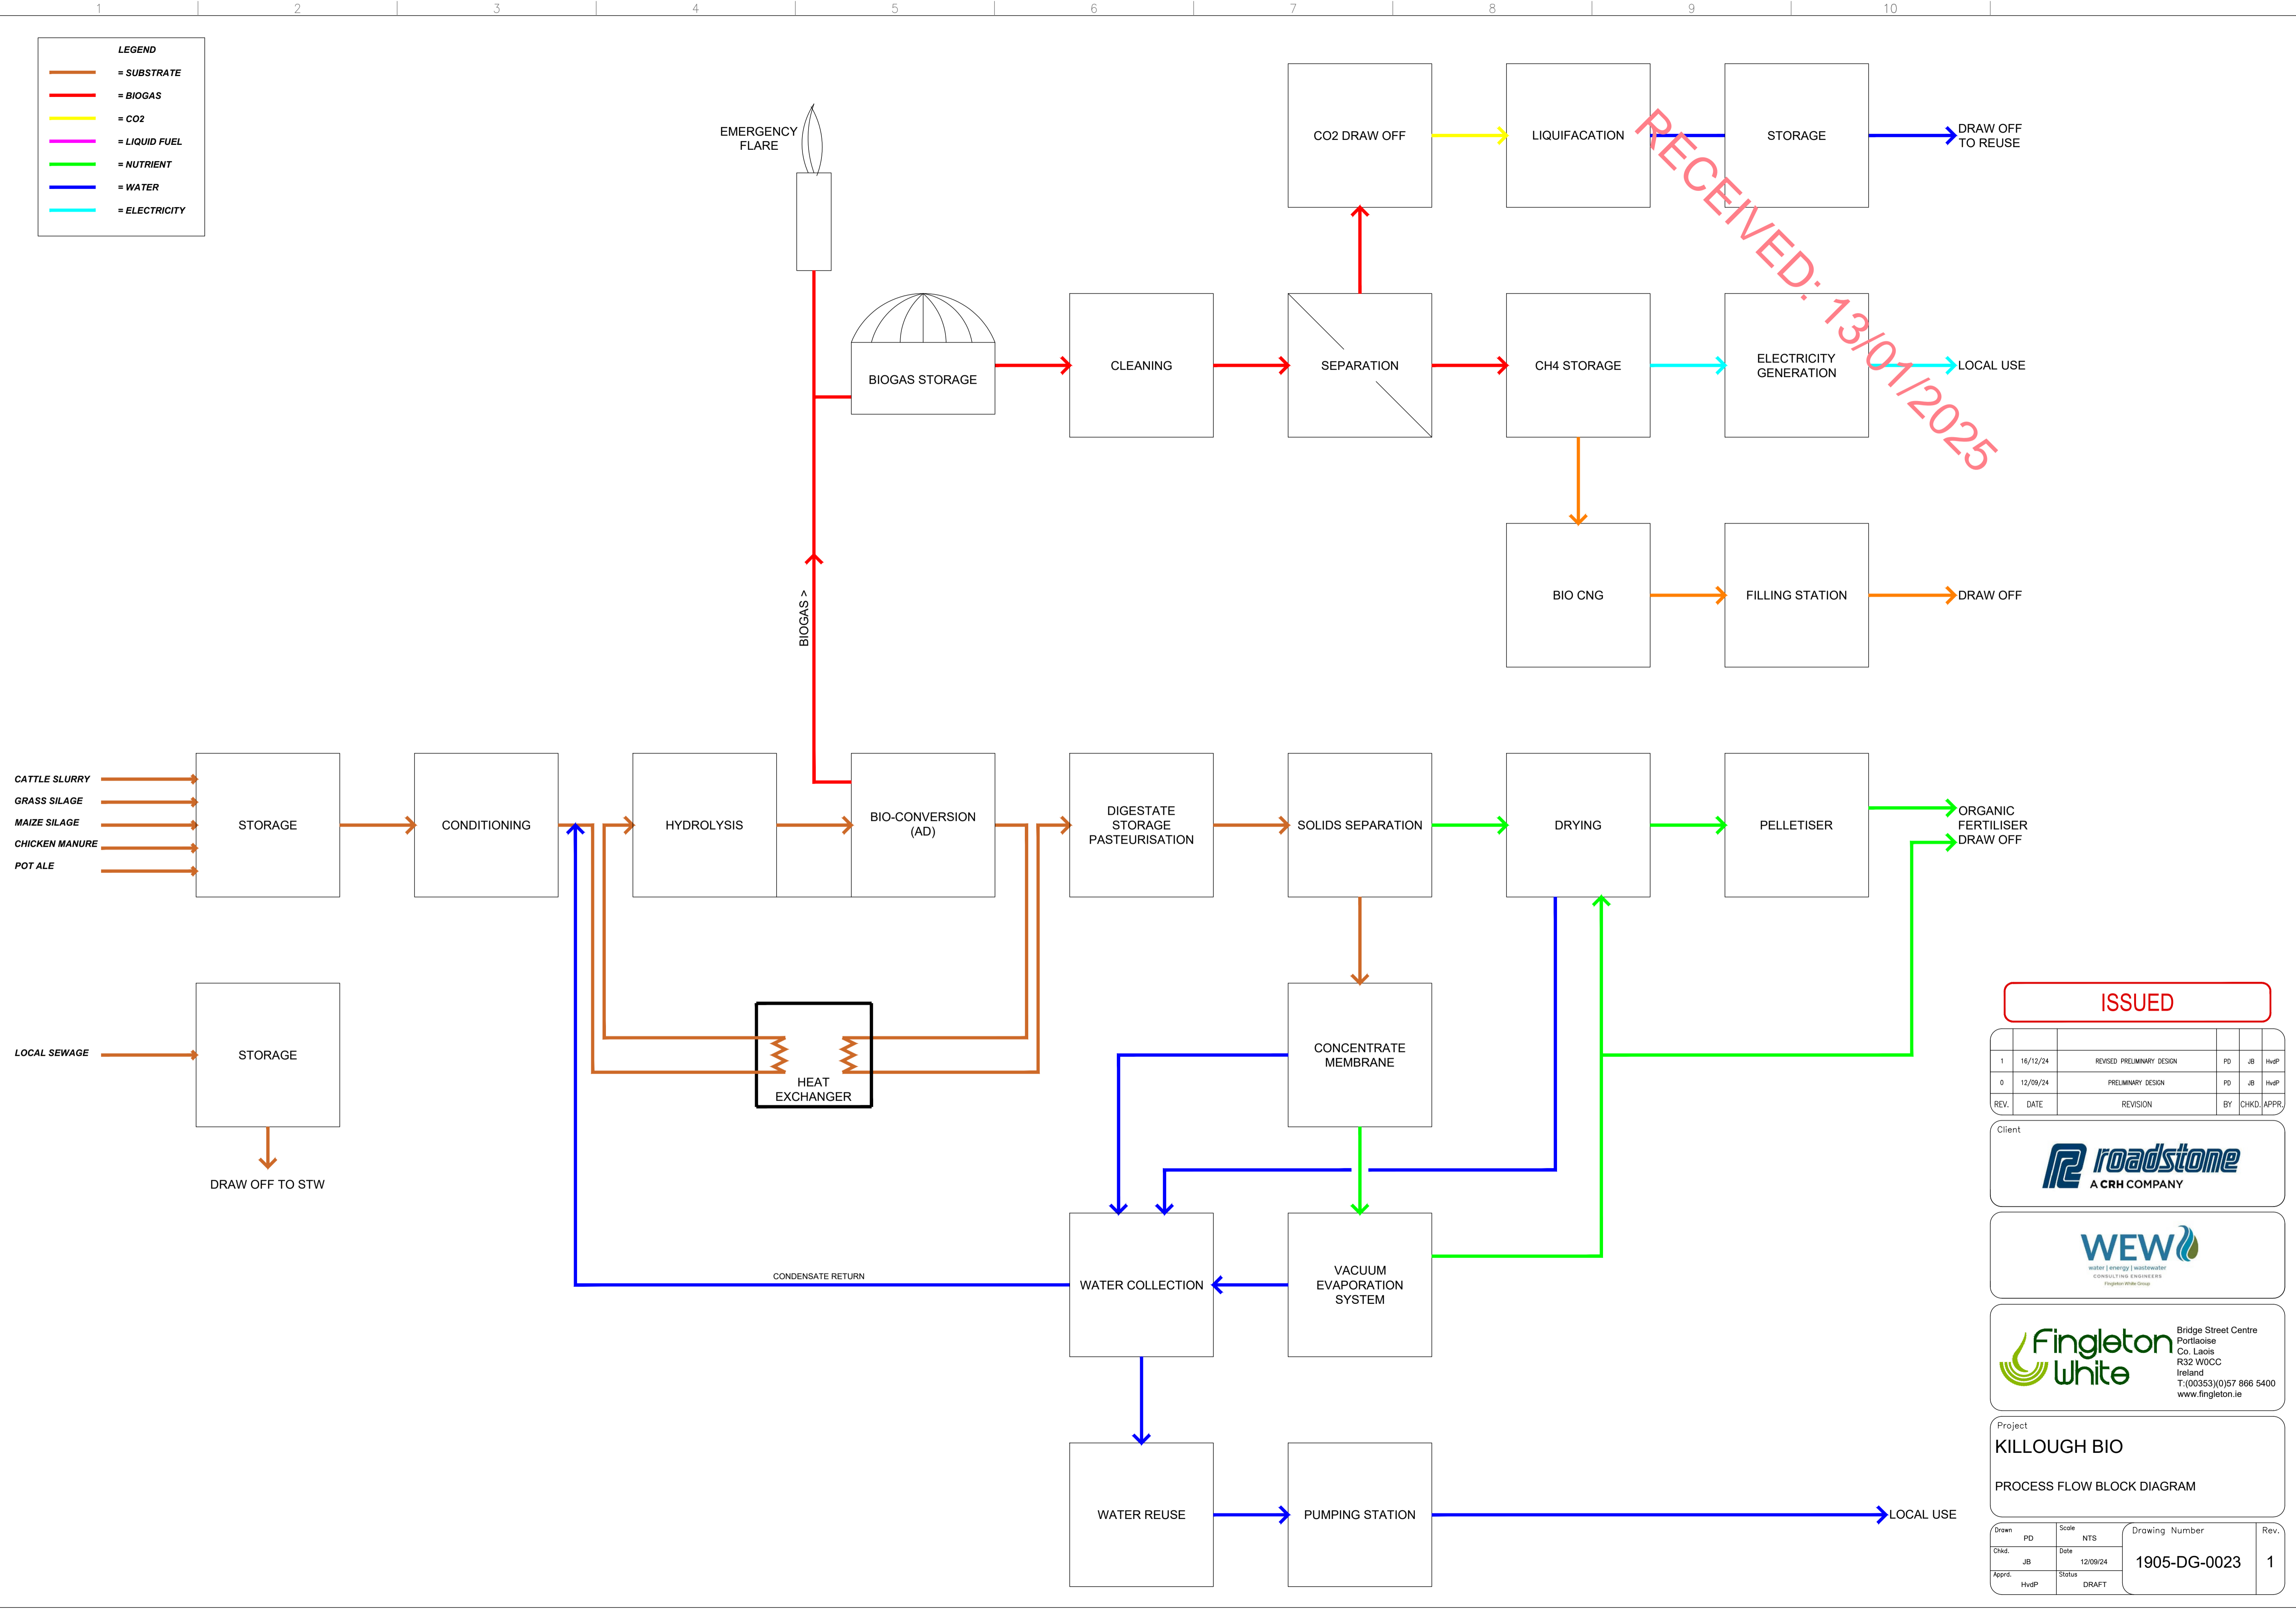 1 2 3 4 5 6 7 8 9 10
LEGEND
= SUBSTRATE
= BIOGAS
= CO2
= LIQUID FUEL
= NUTRIENT
= WATER
= ELECTRICITY
EMERGENCY
FLARE
CO2 DRAW OFF
LIQUIFACATION
STORAGE
DRAW OFF
TO REUSE
RECEIVED: 13/01/2025
BIOGAS STORAGE
CLEANING
SEPARATION
CH4 STORAGE
ELECTRICITY
GENERATION
LOCAL USE
BIOGAS >
BIO CNG
FILLING STATION
DRAW OFF
CATTLE SLURRY
GRASS SILAGE
MAIZE SILAGE
CHICKEN MANURE
POT ALE
STORAGE
CONDITIONING
HYDROLYSIS
BIO-CONVERSION
(AD)
DIGESTATE
STORAGE
PASTEURISATION
SOLIDS SEPARATION
DRYING
PELLETISER
ORGANIC
FERTILISER
DRAW OFF
LOCAL SEWAGE
STORAGE
DRAW OFF TO STW
HEAT
EXCHANGER
CONCENTRATE
MEMBRANE
CONDENSATE RETURN
WATER COLLECTION
VACUUM
EVAPORATION
SYSTEM
WATER REUSE
PUMPING STATION
LOCAL USE
ISSUED
1 16/12/24 REVISED PRELIMINARY DESIGN PD JB HvdP
0 12/09/24 PRELIMINARY DESIGN PD JB HvdP
REV. DATE REVISION BY CHKD. APPR.
Client
roadstone
A CRH COMPANY
WEW
water | energy | wastewater
CONSULTING ENGINEERS
Fingleton White Group
Fingleton
White
Bridge Street Centre
Portlaoise
Co. Laois
R32 W0CC
Ireland
T:(00353)(0)57 866 5400
www.fingleton.ie
Project
KILLOUGH BIO
PROCESS FLOW BLOCK DIAGRAM
Drawn PD
Scale NTS
Chkd. JB
Date 12/09/24
Apprd. HvdP
Status DRAFT
Drawing Number
1905-DG-0023
Rev.
1